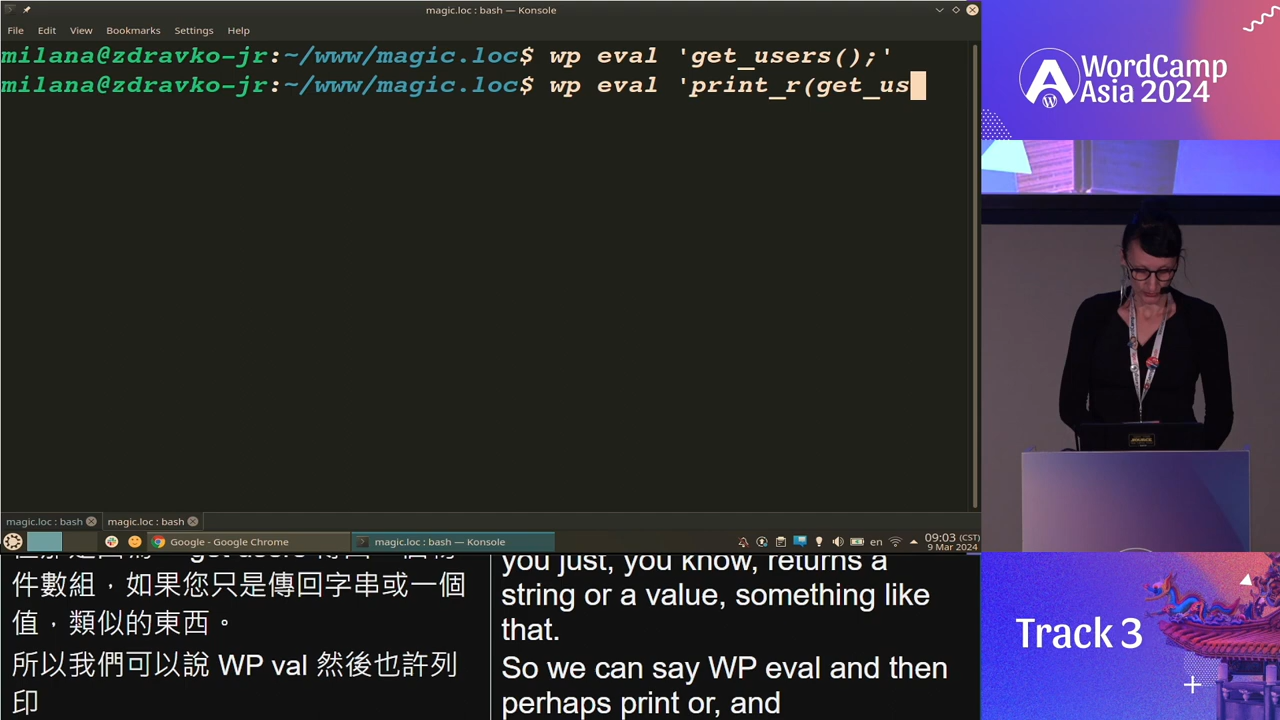 magic.loc : bash — Konsole
File Edit View Bookmarks Settings Help
milana@zdravko-jr:~/www/magic.loc$ wp eval 'get_users();'
milana@zdravko-jr:~/www/magic.loc$ wp eval 'print_r(get_us
magic.loc : bash magic.loc : bash
Google - Google Chrome magic.loc : bash — Konsole en 09:03 (CST)
9 Mar 2024
件數組，如果您只是傳回字串或一個
值，類似的東西。
所以我們可以說 WP val 然後也許列
印
you just, you know, returns a
string or a value, something like
that.
So we can say WP eval and then
perhaps print or, and
WordCamp
Asia 2024
Track 3